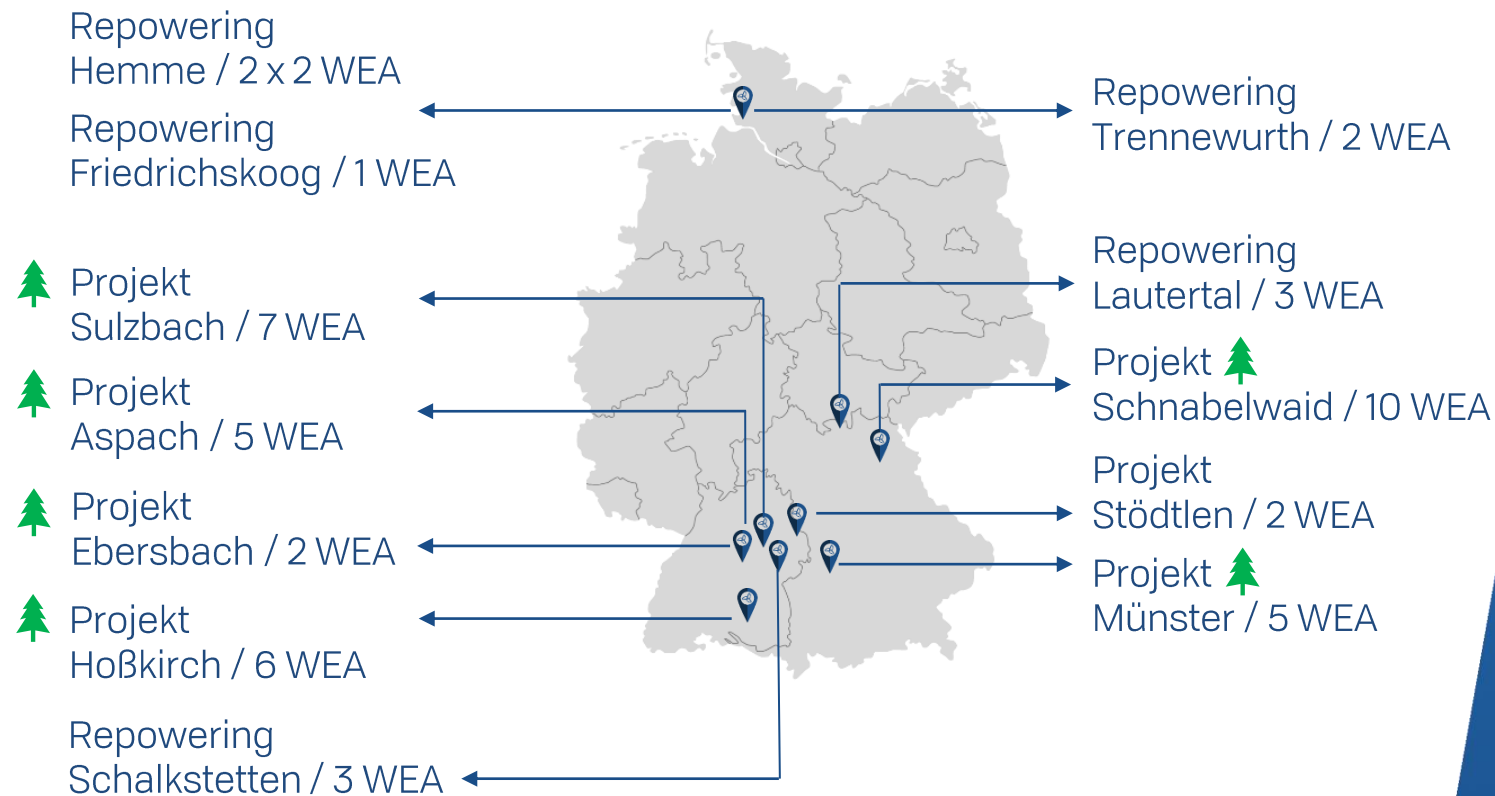 Repowering
Hemme / 2 x 2 WEA
Repowering
Friedrichskoog / 1 WEA
Projekt
Sulzbach / 7 WEA
Projekt
Aspach / 5 WEA
Projekt
Ebersbach / 2 WEA
Projekt
Hoßkirch / 6 WEA
Repowering
Schalkstetten / 3 WEA
Repowering
Trennewurth / 2 WEA
Repowering
Lautertal / 3 WEA
Projekt
Schnabelwaid / 10 WEA
Projekt
Stödtlen / 2 WEA
Projekt
Münster / 5 WEA